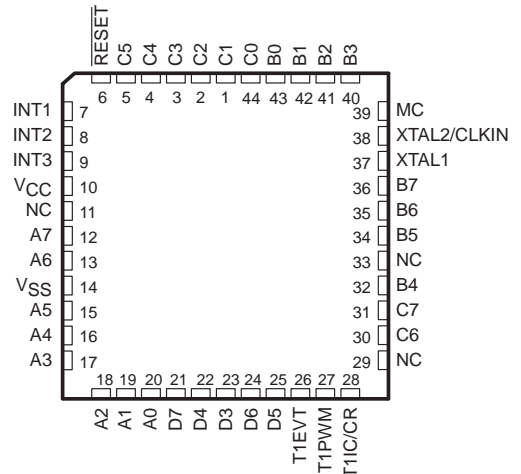 RESET C5 C4 C3 C2 C1 C0 B0 B1 B2 B3
6 5 4 3 2 1 44 43 42 41 40
INT1 7 39 MC
INT2 8 38 XTAL2/CLKIN
INT3 9 37 XTAL1
VCC 10 36 B7
NC 11 35 B6
A7 12 34 B5
A6 13 33 NC
VSS 14 32 B4
A5 15 31 C7
A4 16 30 C6
A3 17 29 NC
18 19 20 21 22 23 24 25 26 27 28
A2 A1 A0 D7 D4 D3 D6 D5 T1EVT T1PWM T1IC/CR